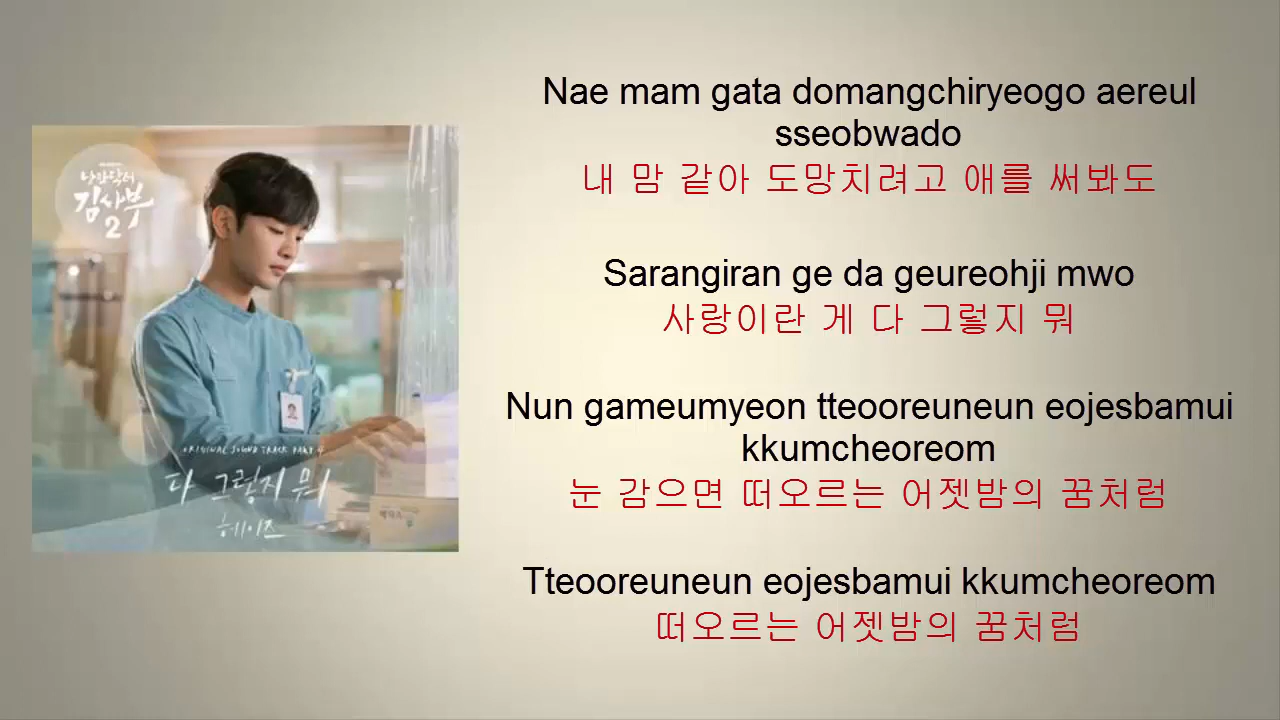 낭만닥터
김사부
2
ORIGINAL SOUND TRACK PART 4
다 그렇지 뭐
헤이즈
Nae mam gata domangchiryeogo aereul
sseobwado
내 맘 같아 도망치려고 애를 써봐도
Sarangiran ge da geureohji mwo
사랑이란 게 다 그렇지 뭐
Nun gameumyeon tteooreuneun eojesbamui
kkumcheoreom
눈 감으면 떠오르는 어젯밤의 꿈처럼
Tteooreuneun eojesbamui kkumcheoreom
떠오르는 어젯밤의 꿈처럼